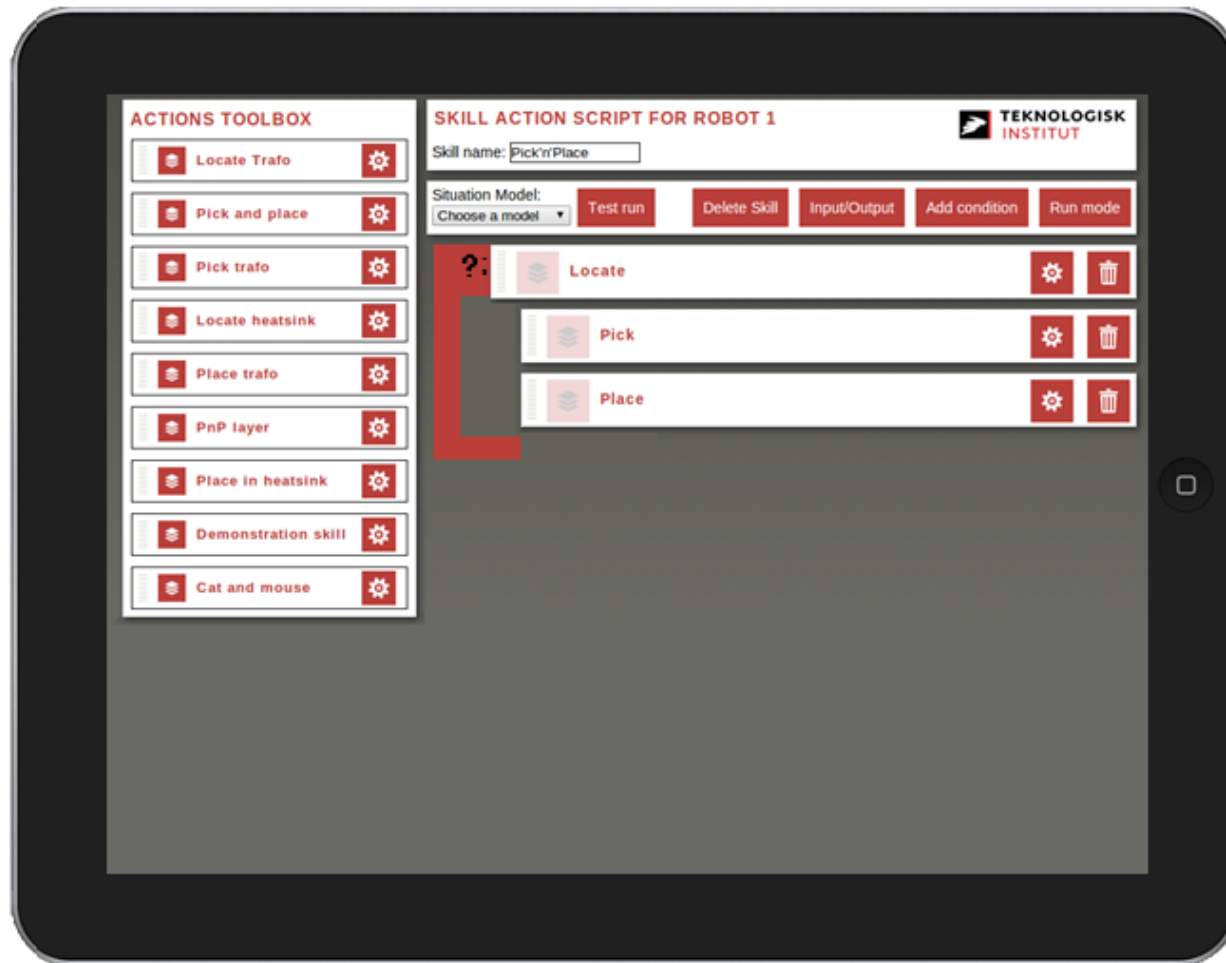 ACTIONS TOOLBOX
Locate Trafo
Pick and place
Pick trafo
Locate heatsink
Place trafo
PnP layer
Place in heatsink
Demonstration skill
Cat and mouse
SKILL ACTION SCRIPT FOR ROBOT 1
TEKNOLOGISK
INSTITUT
Skill name: Pick'n'Place
Situation Model:
Choose a model
Test run
Delete Skill
Input/Output
Add condition
Run mode
?:
Locate
Pick
Place